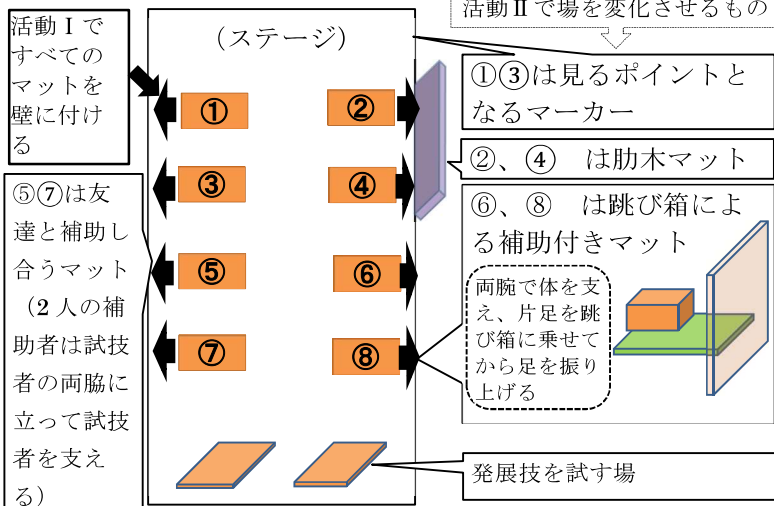 活動Ⅰで
すべての
マットを
壁に付け
る
(ステージ)
活動Ⅱで場を変化させるもの
①③は見るポイントと
なるマーカー
②、④ は肋木マット
⑥、⑧ は跳び箱によ
る補助付きマット
両腕で体を支
え、片足を跳
び箱に乗せて
から足を振り
上げる
⑤⑦は友
達と補助し
合うマット
(2人の補
助者は試技
者の両脇に
立って試技
者を支え
る)
①
②
③
④
⑤
⑥
⑦
⑧
発展技を試す場